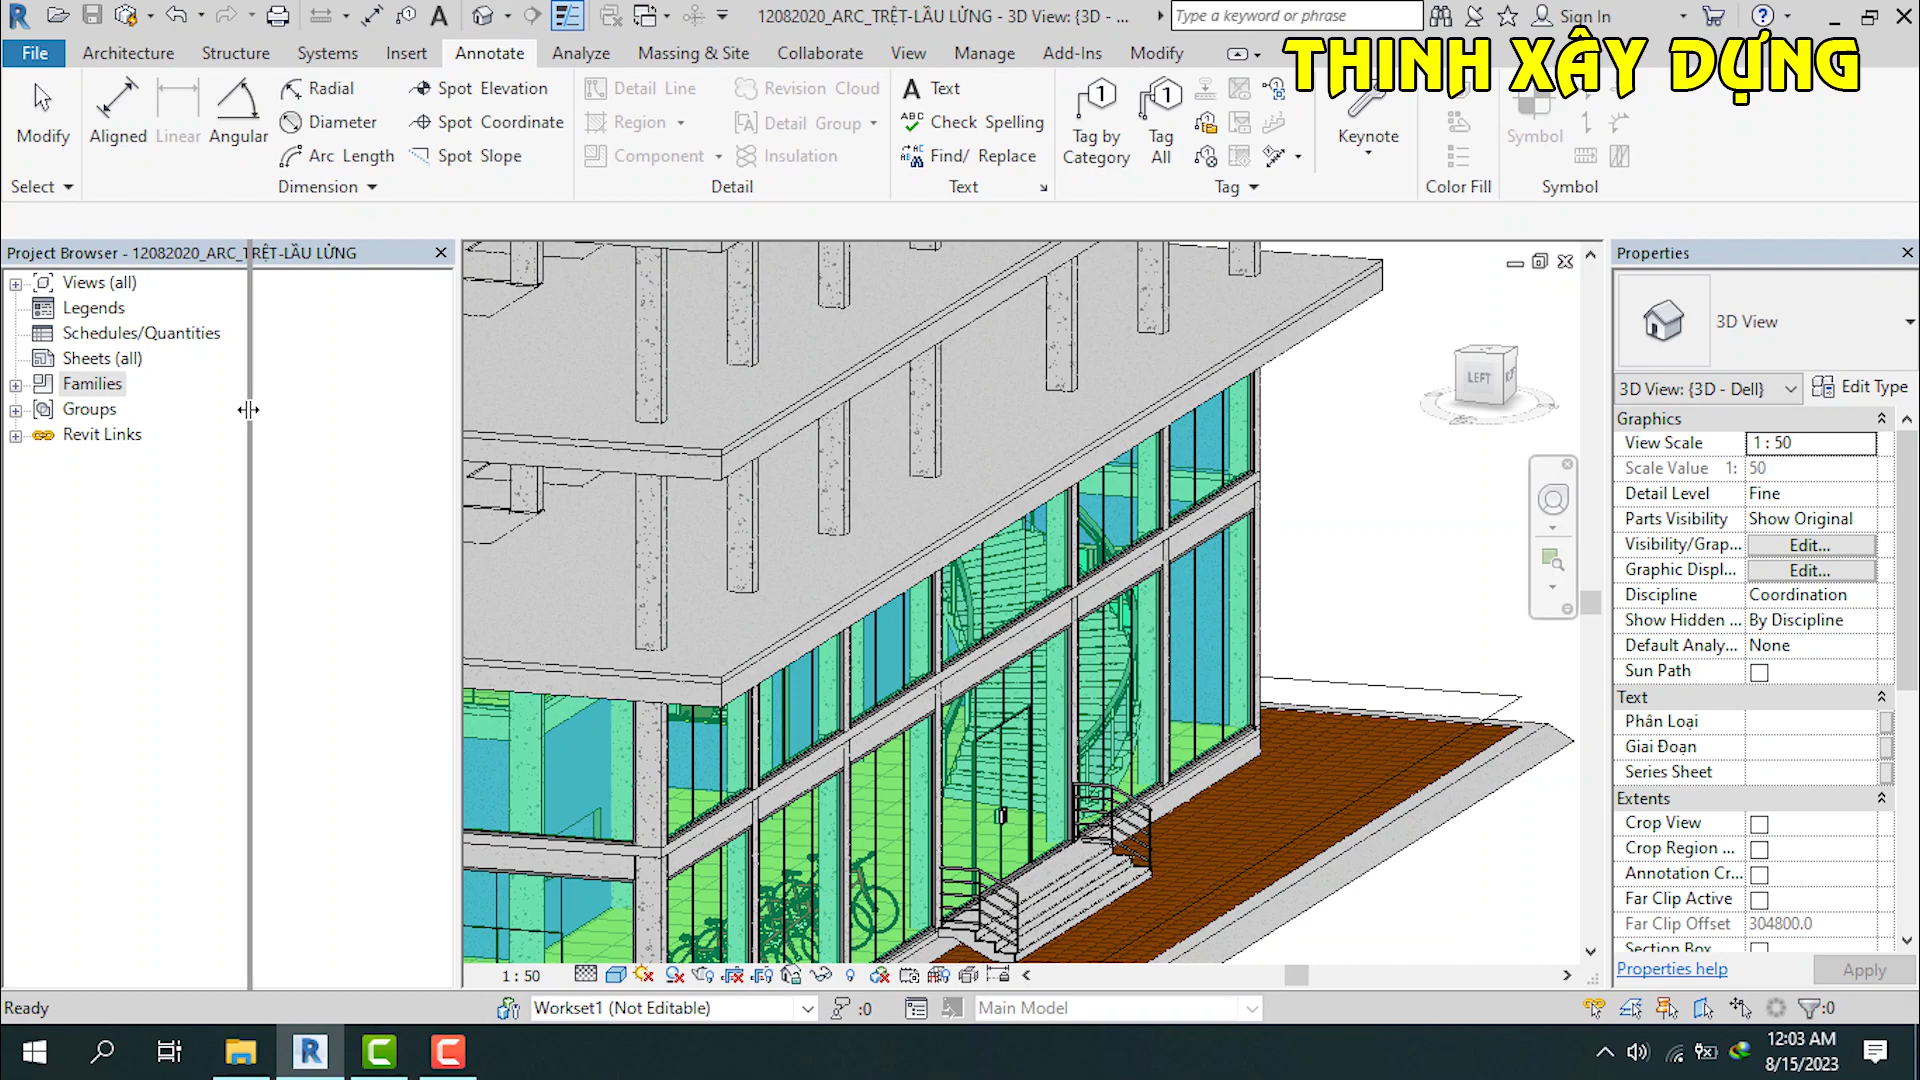 12082020_ARC_TRỆT-LẦU LỬNG - 3D View: {3D - ...
Type a keyword or phrase
Sign In
THINH XÂY DỰNG
File Architecture Structure Systems Insert Annotate Analyze Massing & Site Collaborate View Manage Add-Ins Modify
Modify
Aligned
Linear
Angular
Radial
Diameter
Arc Length
Spot Elevation
Spot Coordinate
Spot Slope
Detail Line
Region
Component
Revision Cloud
Detail Group
Insulation
Text
Check Spelling
Find/ Replace
Tag by
Category
Tag
All
Keynote
Symbol
Select
Dimension
Detail
Text
Tag
Color Fill
Symbol
Project Browser - 12082020_ARC_TRỆT-LẦU LỬNG
Views (all)
Legends
Schedules/Quantities
Sheets (all)
Families
Groups
Revit Links
LEFT
Properties
3D View
3D View: {3D - Dell}
Edit Type
Graphics
View Scale 1 : 50
Scale Value 1: 50
Detail Level Fine
Parts Visibility Show Original
Visibility/Grap... Edit...
Graphic Displ... Edit...
Discipline Coordination
Show Hidden ... By Discipline
Default Analy... None
Sun Path
Text
Phân Loại
Giai Đoạn
Series Sheet
Extents
Crop View
Crop Region ...
Annotation Cr...
Far Clip Active
Far Clip Offset 304800.0
Section Box
Properties help
Apply
1 : 50
Ready
Workset1 (Not Editable)
:0
Main Model
:0
12:03 AM
8/15/2023